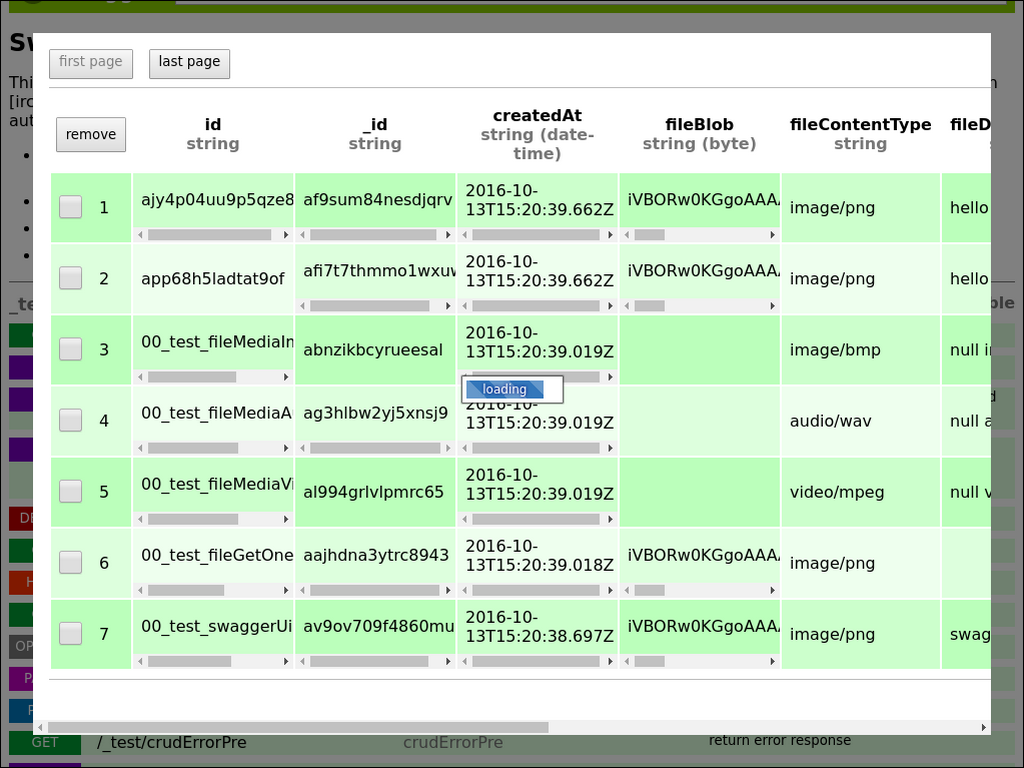 Sw
first page last page
Thi
[iro
aut
remove
id
string
_id
string
createdAt
string (date-
time)
fileBlob
string (byte)
fileContentType
string
fileD
1 ajy4p04uu9p5qze8 af9sum84nesdjqrv 2016-10-
13T15:20:39.662Z iVBORw0KGgoAAA image/png hello
2 app68h5ladtat9of afi7t7thmmo1wxuw 2016-10-
13T15:20:39.662Z iVBORw0KGgoAAA image/png hello
_te
ble
3 00_test_fileMediaIn abnzikbcyrueesal 2016-10-
13T15:20:39.019Z image/bmp null i
loading
4 00_test_fileMediaA ag3hlbw2yj5xnsj9 2016-10-
13T15:20:39.019Z audio/wav null a
5 00_test_fileMediaVi al994grlvlpmrc65 2016-10-
13T15:20:39.019Z video/mpeg null v
DE
6 00_test_fileGetOne aajhdna3ytrc8943 2016-10-
13T15:20:39.018Z iVBORw0KGgoAAA image/png
H
7 00_test_swaggerUi av9ov709f4860mu 2016-10-
13T15:20:38.697Z iVBORw0KGgoAAA image/png swag
OP
PA
GET /_test/crudErrorPre crudErrorPre return error response